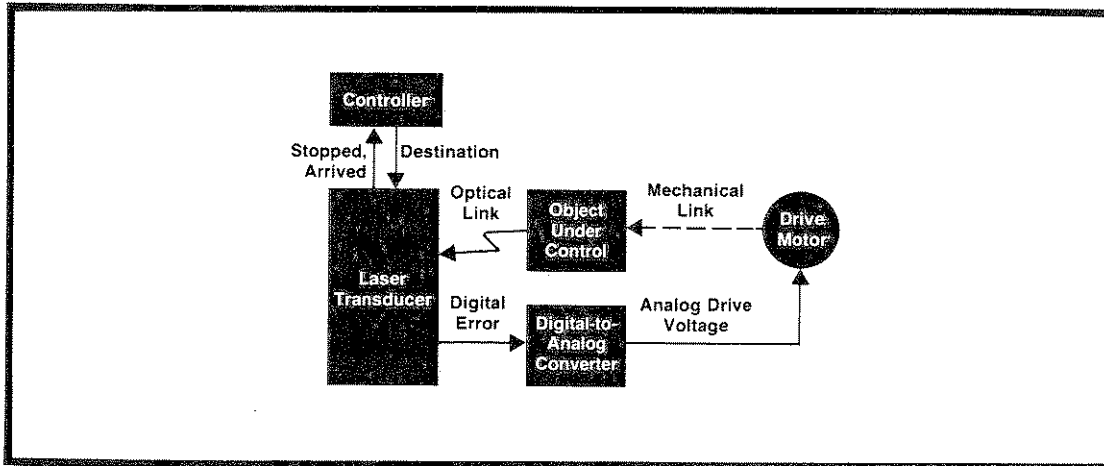 Controller
Stopped,
Arrived
Destination
Optical
Link
Mechanical
Link
Object
Under
Control
Drive
Motor
Laser
Transducer
Digital
Error
Digital-to-
Analog
Converter
Analog Drive
Voltage